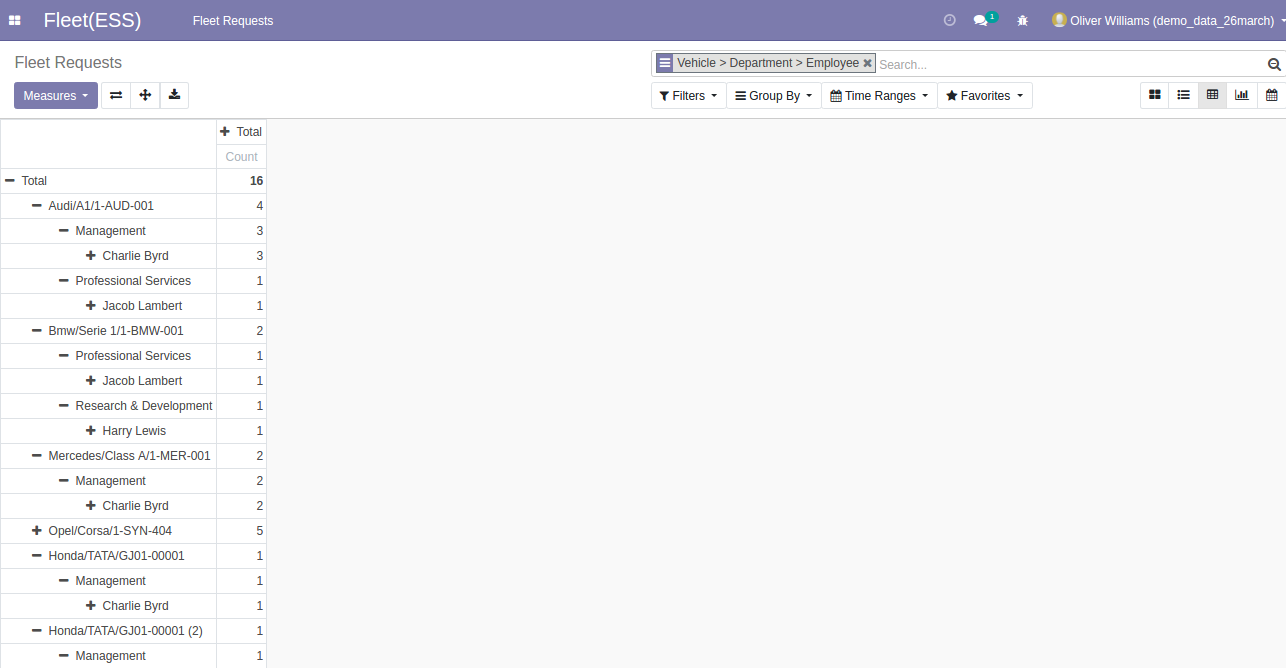 Fleet(ESS) Fleet Requests 1 Oliver Williams (demo_data_26march)
Fleet Requests Vehicle > Department > Employee Search...
Measures Filters Group By Time Ranges Favorites
Total
Count
Total 16
Audi/A1/1-AUD-001 4
Management 3
Charlie Byrd 3
Professional Services 1
Jacob Lambert 1
Bmw/Serie 1/1-BMW-001 2
Professional Services 1
Jacob Lambert 1
Research & Development 1
Harry Lewis 1
Mercedes/Class A/1-MER-001 2
Management 2
Charlie Byrd 2
Opel/Corsa/1-SYN-404 5
Honda/TATA/GJ01-00001 1
Management 1
Charlie Byrd 1
Honda/TATA/GJ01-00001 (2) 1
Management 1